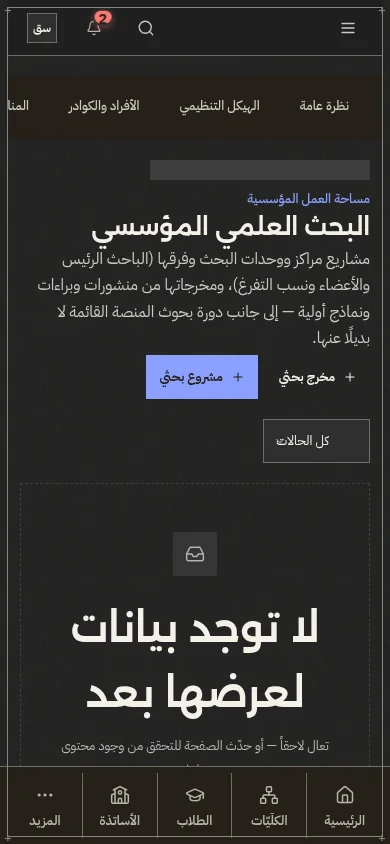 سق
2
نظرة عامة
الهيكل التنظيمي
الأفراد والكوادر
المنا
مساحة العمل المؤسسية
البحث العلمي المؤسسي
مشاريع مراكز ووحدات البحث وفرقها (الباحث الرئيس
والأعضاء ونسب التفرغ)، ومخرجاتها من منشورات وبراءات
ونماذج أولية — إلى جانب دورة بحوث المنصة القائمة لا
بديلًا عنها.
+ مخرج بحثي
+ مشروع بحثي
كل الحالات
لا توجد بيانات
لعرضها بعد
تعال لاحقاً — أو حدّث الصفحة للتحقق من وجود محتوى
الرئيسية
الكليّات
الطلاب
الأساتذة
المزيد